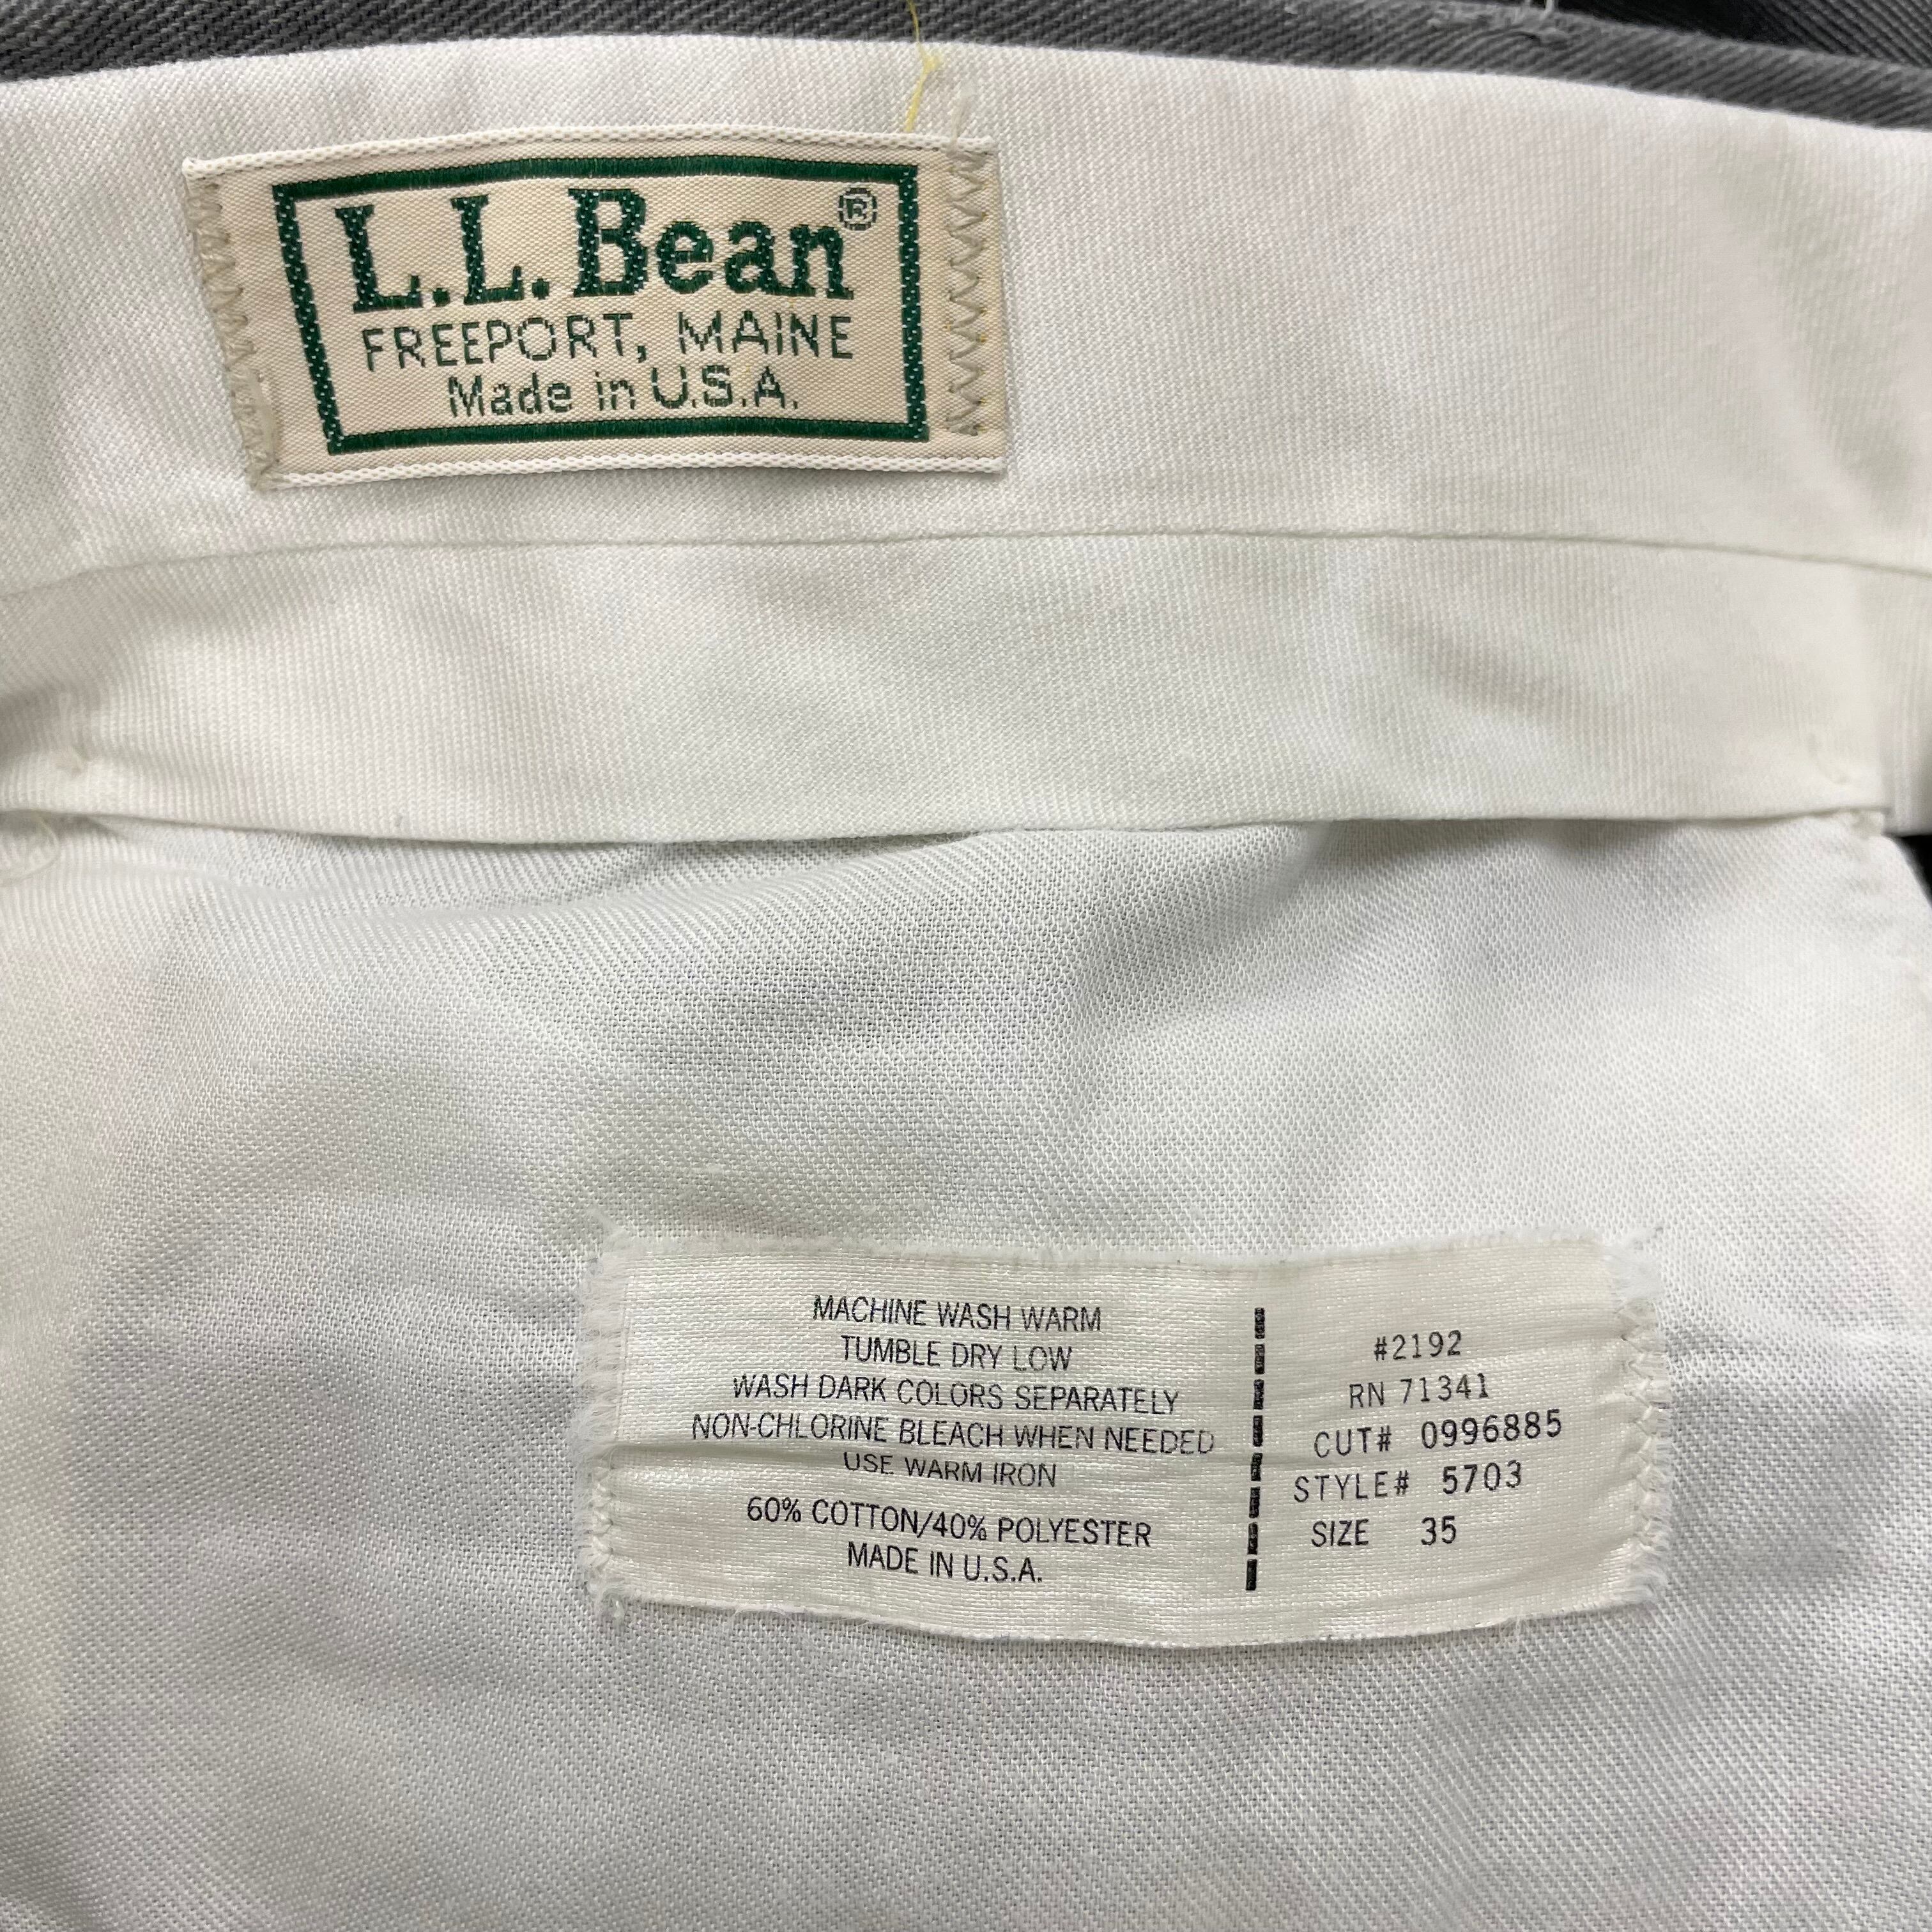 L.L.Bean®
FREEPORT, MAINE
Made in U.S.A.
MACHINE WASH WARM
TUMBLE DRY LOW
WASH DARK COLORS SEPARATELY
NON-CHLORINE BLEACH WHEN NEEDED
USE WARM IRON
60% COTTON/40% POLYESTER
MADE IN U.S.A.
#2192
RN 71341
CUT# 0996885
STYLE# 5703
SIZE 35